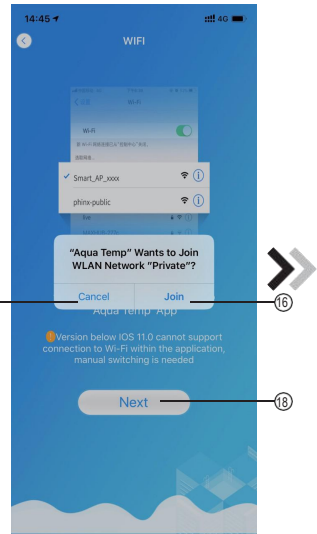 14:45
4G
WIFI
Wi-Fi
Wi-Fi
Smart_AP_xxxx
phinx-public
"Aqua Temp" Wants to Join
WLAN Network "Private"?
Cancel
Join
⑯
Aqua Temp App
Version below IOS 11.0 cannot support
connection to Wi-Fi within the application,
manual switching is needed
Next
⑱